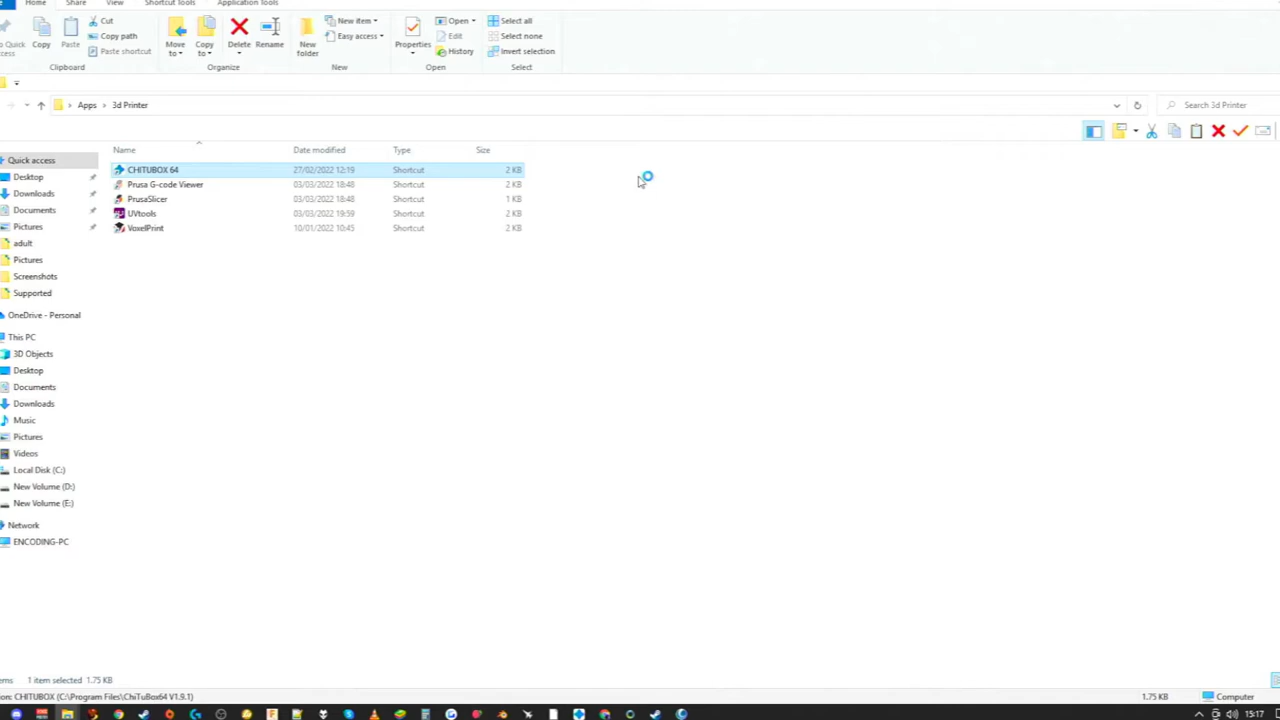 Home Share View Shortcut Tools Application Tools
Cut
Copy path
Paste shortcut
Quick access
Copy
Paste
Clipboard
Move to
Copy to
Delete
Rename
Organize
New folder
New item
Easy access
New
Properties
Open
Edit
History
Open
Select all
Select none
Invert selection
Select
Apps > 3d Printer
Search 3d Printer
Name Date modified Type Size
CHITUBOX 64 27/02/2022 12:19 Shortcut 2 KB
Prusa G-code Viewer 03/03/2022 18:48 Shortcut 2 KB
PrusaSlicer 03/03/2022 18:48 Shortcut 1 KB
UVtools 03/03/2022 19:59 Shortcut 2 KB
VoxelPrint 10/01/2022 10:45 Shortcut 2 KB
Quick access
Desktop
Downloads
Documents
Pictures
adult
Pictures
Screenshots
Supported
OneDrive - Personal
This PC
3D Objects
Desktop
Documents
Downloads
Music
Pictures
Videos
Local Disk (C:)
New Volume (D:)
New Volume (E:)
Network
ENCODING-PC
ems 1 item selected 1.75 KB
on: CHITUBOX (C:\Program Files\ChiTuBox64 V1.9.1) 1.75 KB Computer
15:17